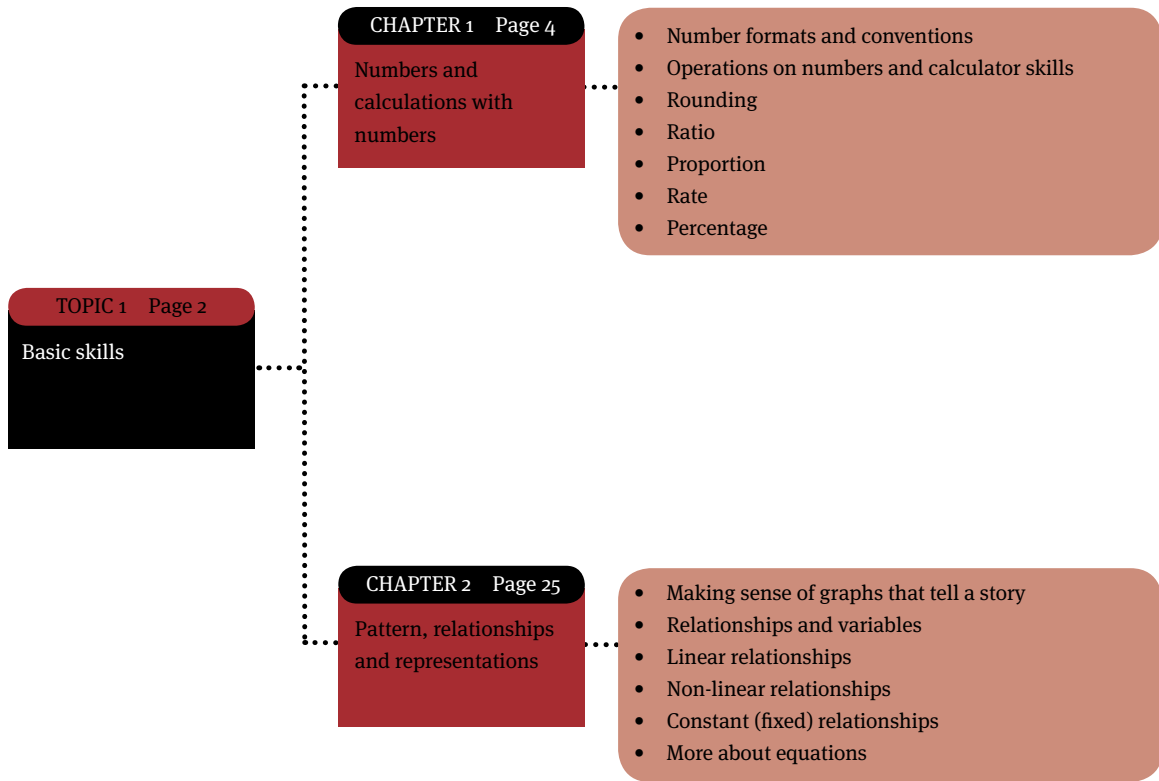 TOPIC 1 Page 2
Basic skills
CHAPTER 1 Page 4
Numbers and
calculations with
numbers
• Number formats and conventions
• Operations on numbers and calculator skills
• Rounding
• Ratio
• Proportion
• Rate
• Percentage
CHAPTER 2 Page 25
Pattern, relationships
and representations
• Making sense of graphs that tell a story
• Relationships and variables
• Linear relationships
• Non-linear relationships
• Constant (fixed) relationships
• More about equations